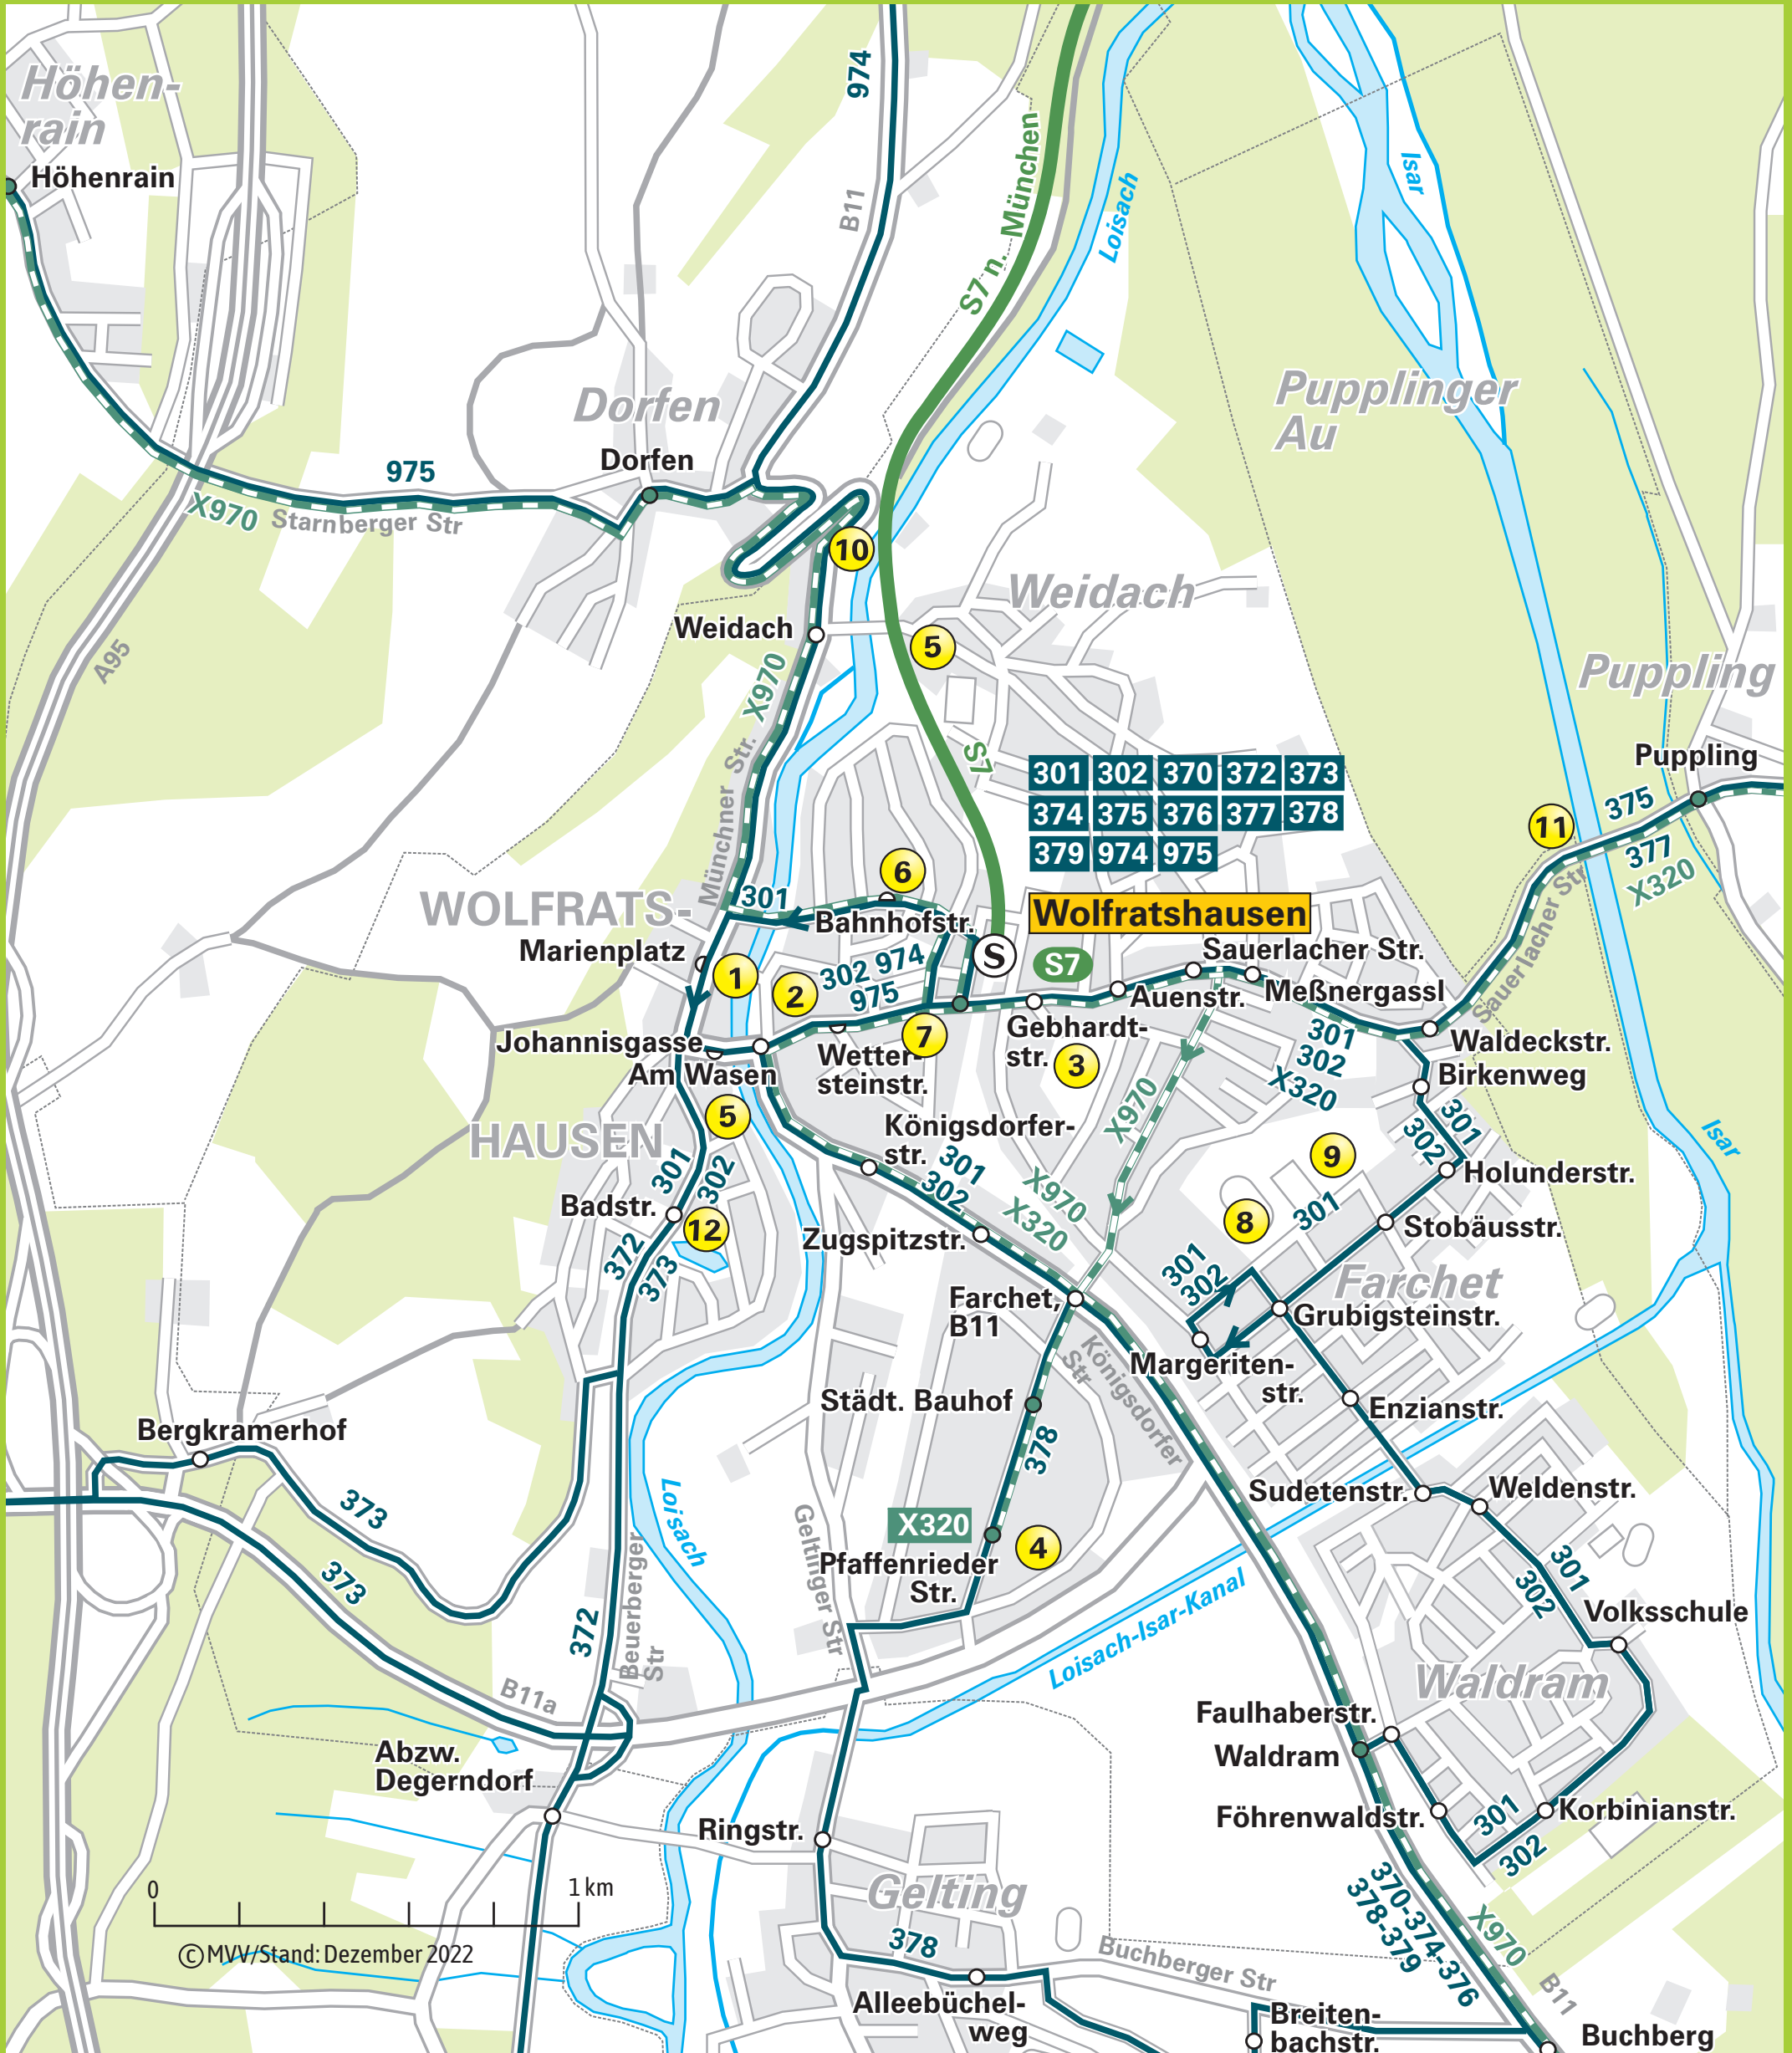 Höhen-
rain
Höhenrain
974
B11
S7 n. München
Loisach
Isar
Pupplinger
Au
Dorfen
Dorfen
975
X970
Starnberger Str
10
A95
Weidach
Weidach
5
X970
Münchner Str.
S7
Puppling
Puppling
301 302 370 372 373
374 375 376 377 378
379 974 975
11
375
377
X320
Sauerlacher Str
6
301
WOLFRATS-
Bahnhofstr.
Wolfratshausen
Marienplatz
S
S7
Sauerlacher Str.
1
2
302 974
975
Auenstr.
Meßnergassl
7
Johannisgasse
Gebhardt-
str.
3
Wetter-
steinstr.
Am Wasen
301
302
X320
Waldeckstr.
Birkenweg
5
HAUSEN
X970
Königsdorfer-
str.
301
302
301
302
9
Holunderstr.
301
302
X970
X320
Badstr.
12
8
301
Stobäusstr.
Zugspitzstr.
372
373
301
302
Farchet
Farchet,
B11
Grubigsteinstr.
Königsdorfer
Str
Margeriten-
str.
Städt. Bauhof
Enzianstr.
Bergkramerhof
378
Sudetenstr.
Weldenstr.
373
Loisach
Geltinger Str
X320
4
Pfaffenrieder
Str.
373
301
302
Isar
Volksschule
372
Beuerberger
Str
Loisach-Isar-Kanal
Waldram
B11a
Faulhaberstr.
Waldram
Abzw.
Degerndorf
Föhrenwaldstr.
301
302
Korbinianstr.
Ringstr.
0
1 km
Gelting
370-374-376
378-379
X970
B11
© MVV/Stand: Dezember 2022
378
Buchberger Str
Alleebüchel-
weg
Breiten-
bachstr.
Buchberg